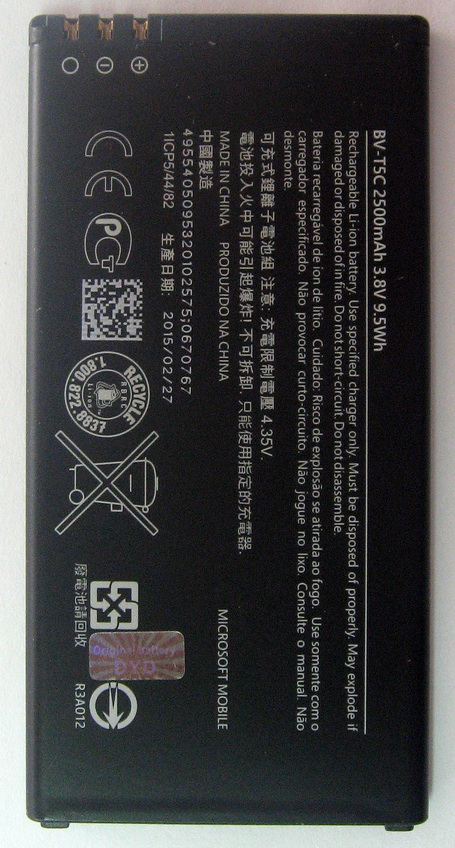 BV-T5C 2500mAh 3.8V 9.5Wh
Rechargeable Li-ion battery. Use specified charger only. Must be disposed of properly. May explode if
damaged or disposed of in fire. Do not short-circuit. Do not disassemble.
Bateria recarregável de íon de lítio. Cuidado: Risco de explosão se atirada ao fogo. Use somente com o
carregador especificado. Não provocar curto-circuito. Não jogue no lixo. Consulte o manual. Não
desmonte.
可充式鋰離子電池組 注意: 充電限制電壓 4.35V.
電池投入火中可能引起爆炸! 不可拆卸. 只能使用指定的充電器.
MADE IN CHINA PRODUZIDO NA CHINA MICROSOFT MOBILE
中國製造
4955405095320102575;0670767
1ICP5/44/82 生產日期: 2015/02/27
CE
RECYCLE
RBRC
Li-ion
1.800.822.8837
廢電池請回收
Original battery
DYD
R3A012